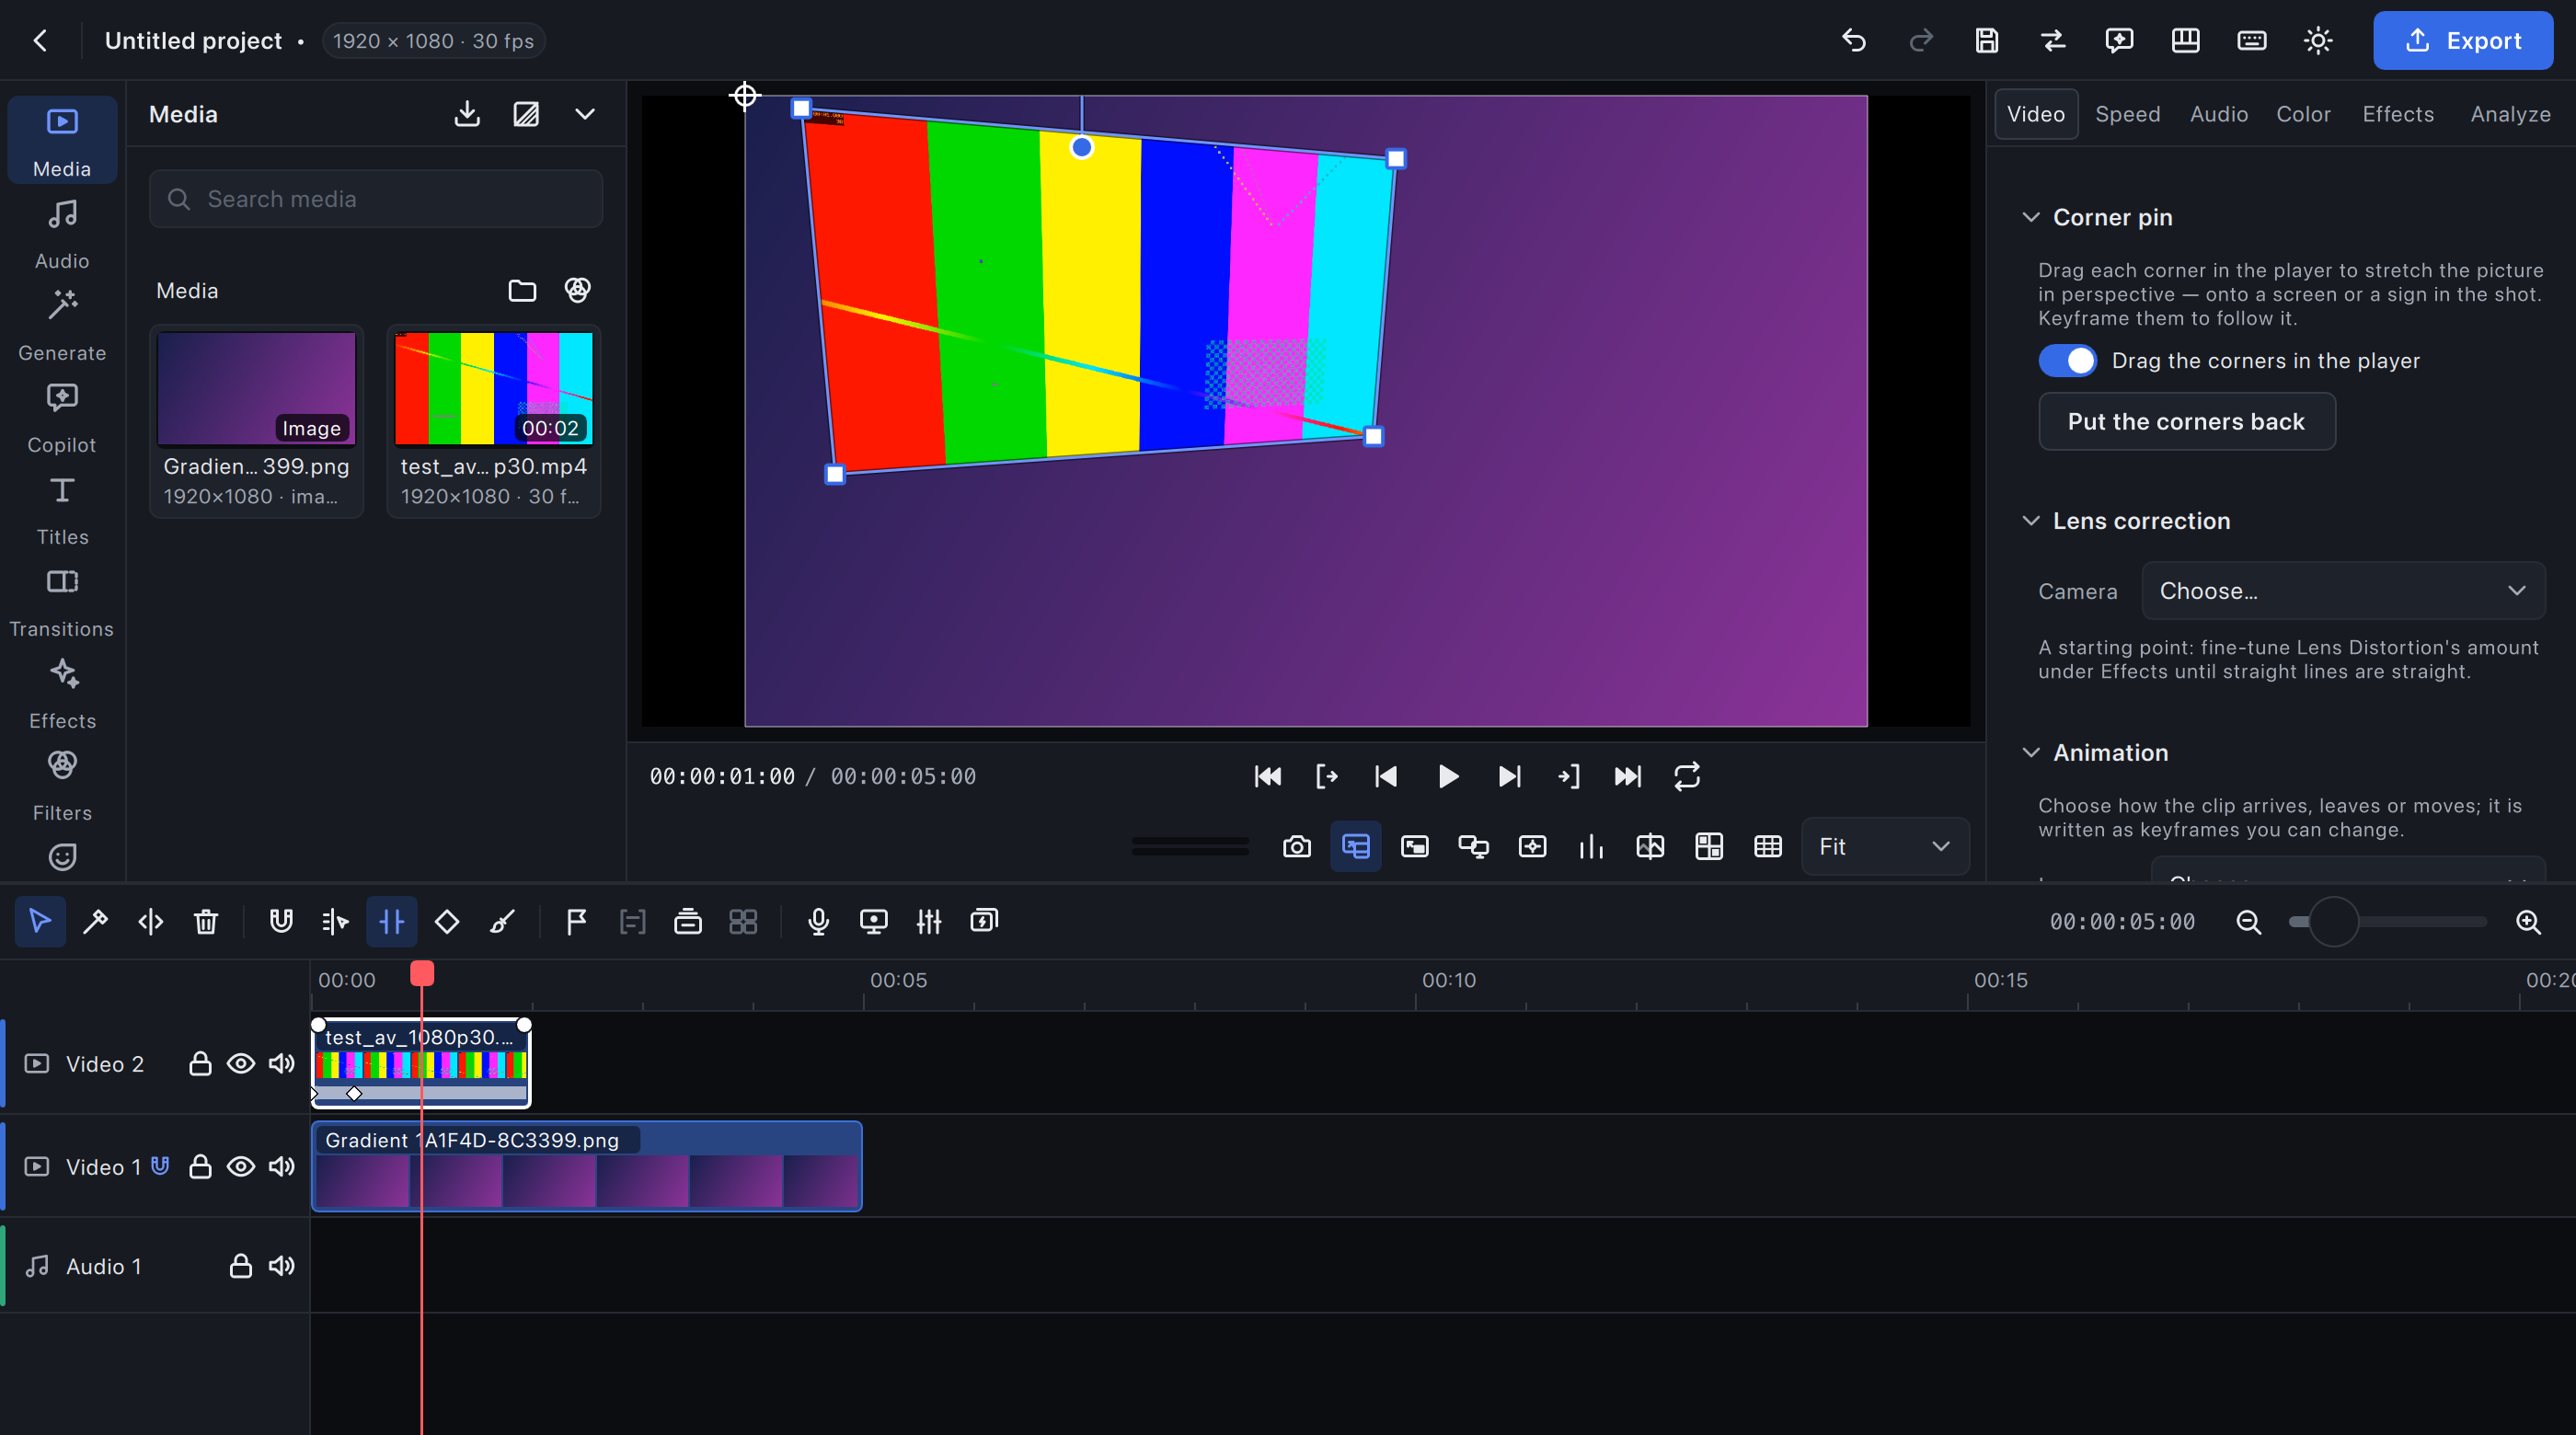 Untitled project •
1920 × 1080 · 30 fps
Export
Media
Audio
Generate
Copilot
Titles
Transitions
Effects
Filters
Media
Search media
Media
Image
Gradien... 399.png
1920×1080 · ima...
00:02
test_av... p30.mp4
1920×1080 · 30 f...
00:00:01:00 / 00:00:05:00
Fit
Video
Speed
Audio
Color
Effects
Analyze
Corner pin
Drag each corner in the player to stretch the picture
in perspective — onto a screen or a sign in the shot.
Keyframe them to follow it.
Drag the corners in the player
Put the corners back
Lens correction
Camera
Choose...
A starting point: fine-tune Lens Distortion's amount
under Effects until straight lines are straight.
Animation
Choose how the clip arrives, leaves or moves; it is
written as keyframes you can change.
00:00:05:00
00:00
00:05
00:10
00:15
Video 2
test_av_1080p30....
Video 1
Gradient 1A1F4D-8C3399.png
Audio 1